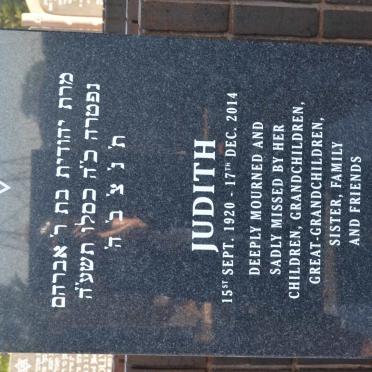 מרת יהודית בת ר' אברהם
נפטרה כ"ה כסלו תשע"ה
ת' נ' צ' ב' ה'
JUDITH
15ST SEPT. 1920 - 17TH DEC. 2014
DEEPLY MOURNED AND
SADLY MISSED BY HER
CHILDREN, GRANDCHILDREN,
GREAT-GRANDCHILDREN,
SISTER, FAMILY
AND FRIENDS